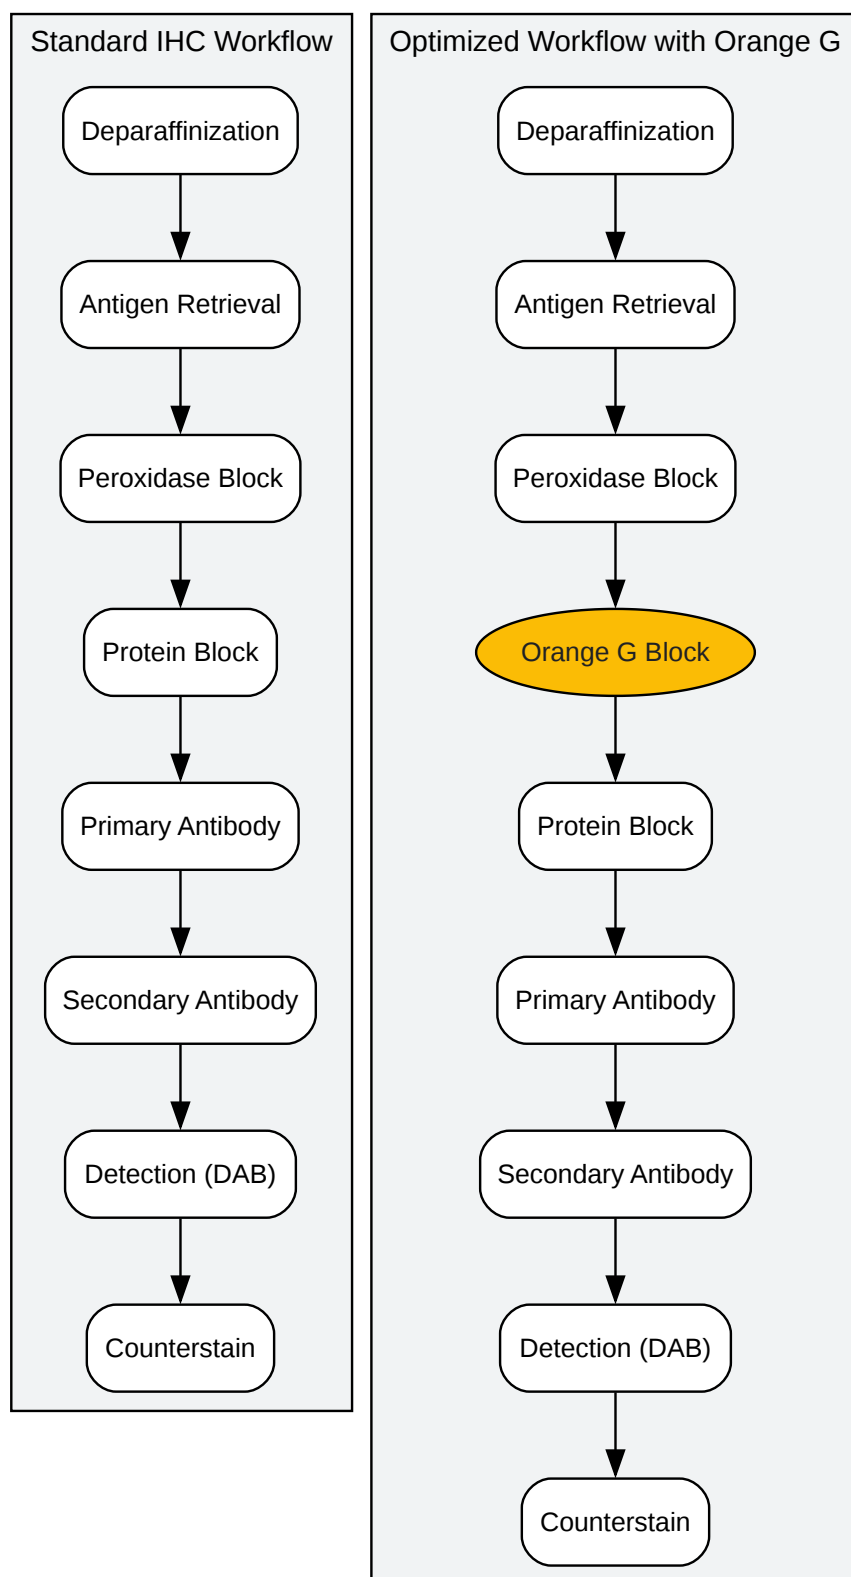 Standard IHC Workflow
Deparaffinization
Antigen Retrieval
Peroxidase Block
Protein Block
Primary Antibody
Secondary Antibody
Detection (DAB)
Counterstain
Optimized Workflow with Orange G
Deparaffinization
Antigen Retrieval
Peroxidase Block
Orange G Block
Protein Block
Primary Antibody
Secondary Antibody
Detection (DAB)
Counterstain